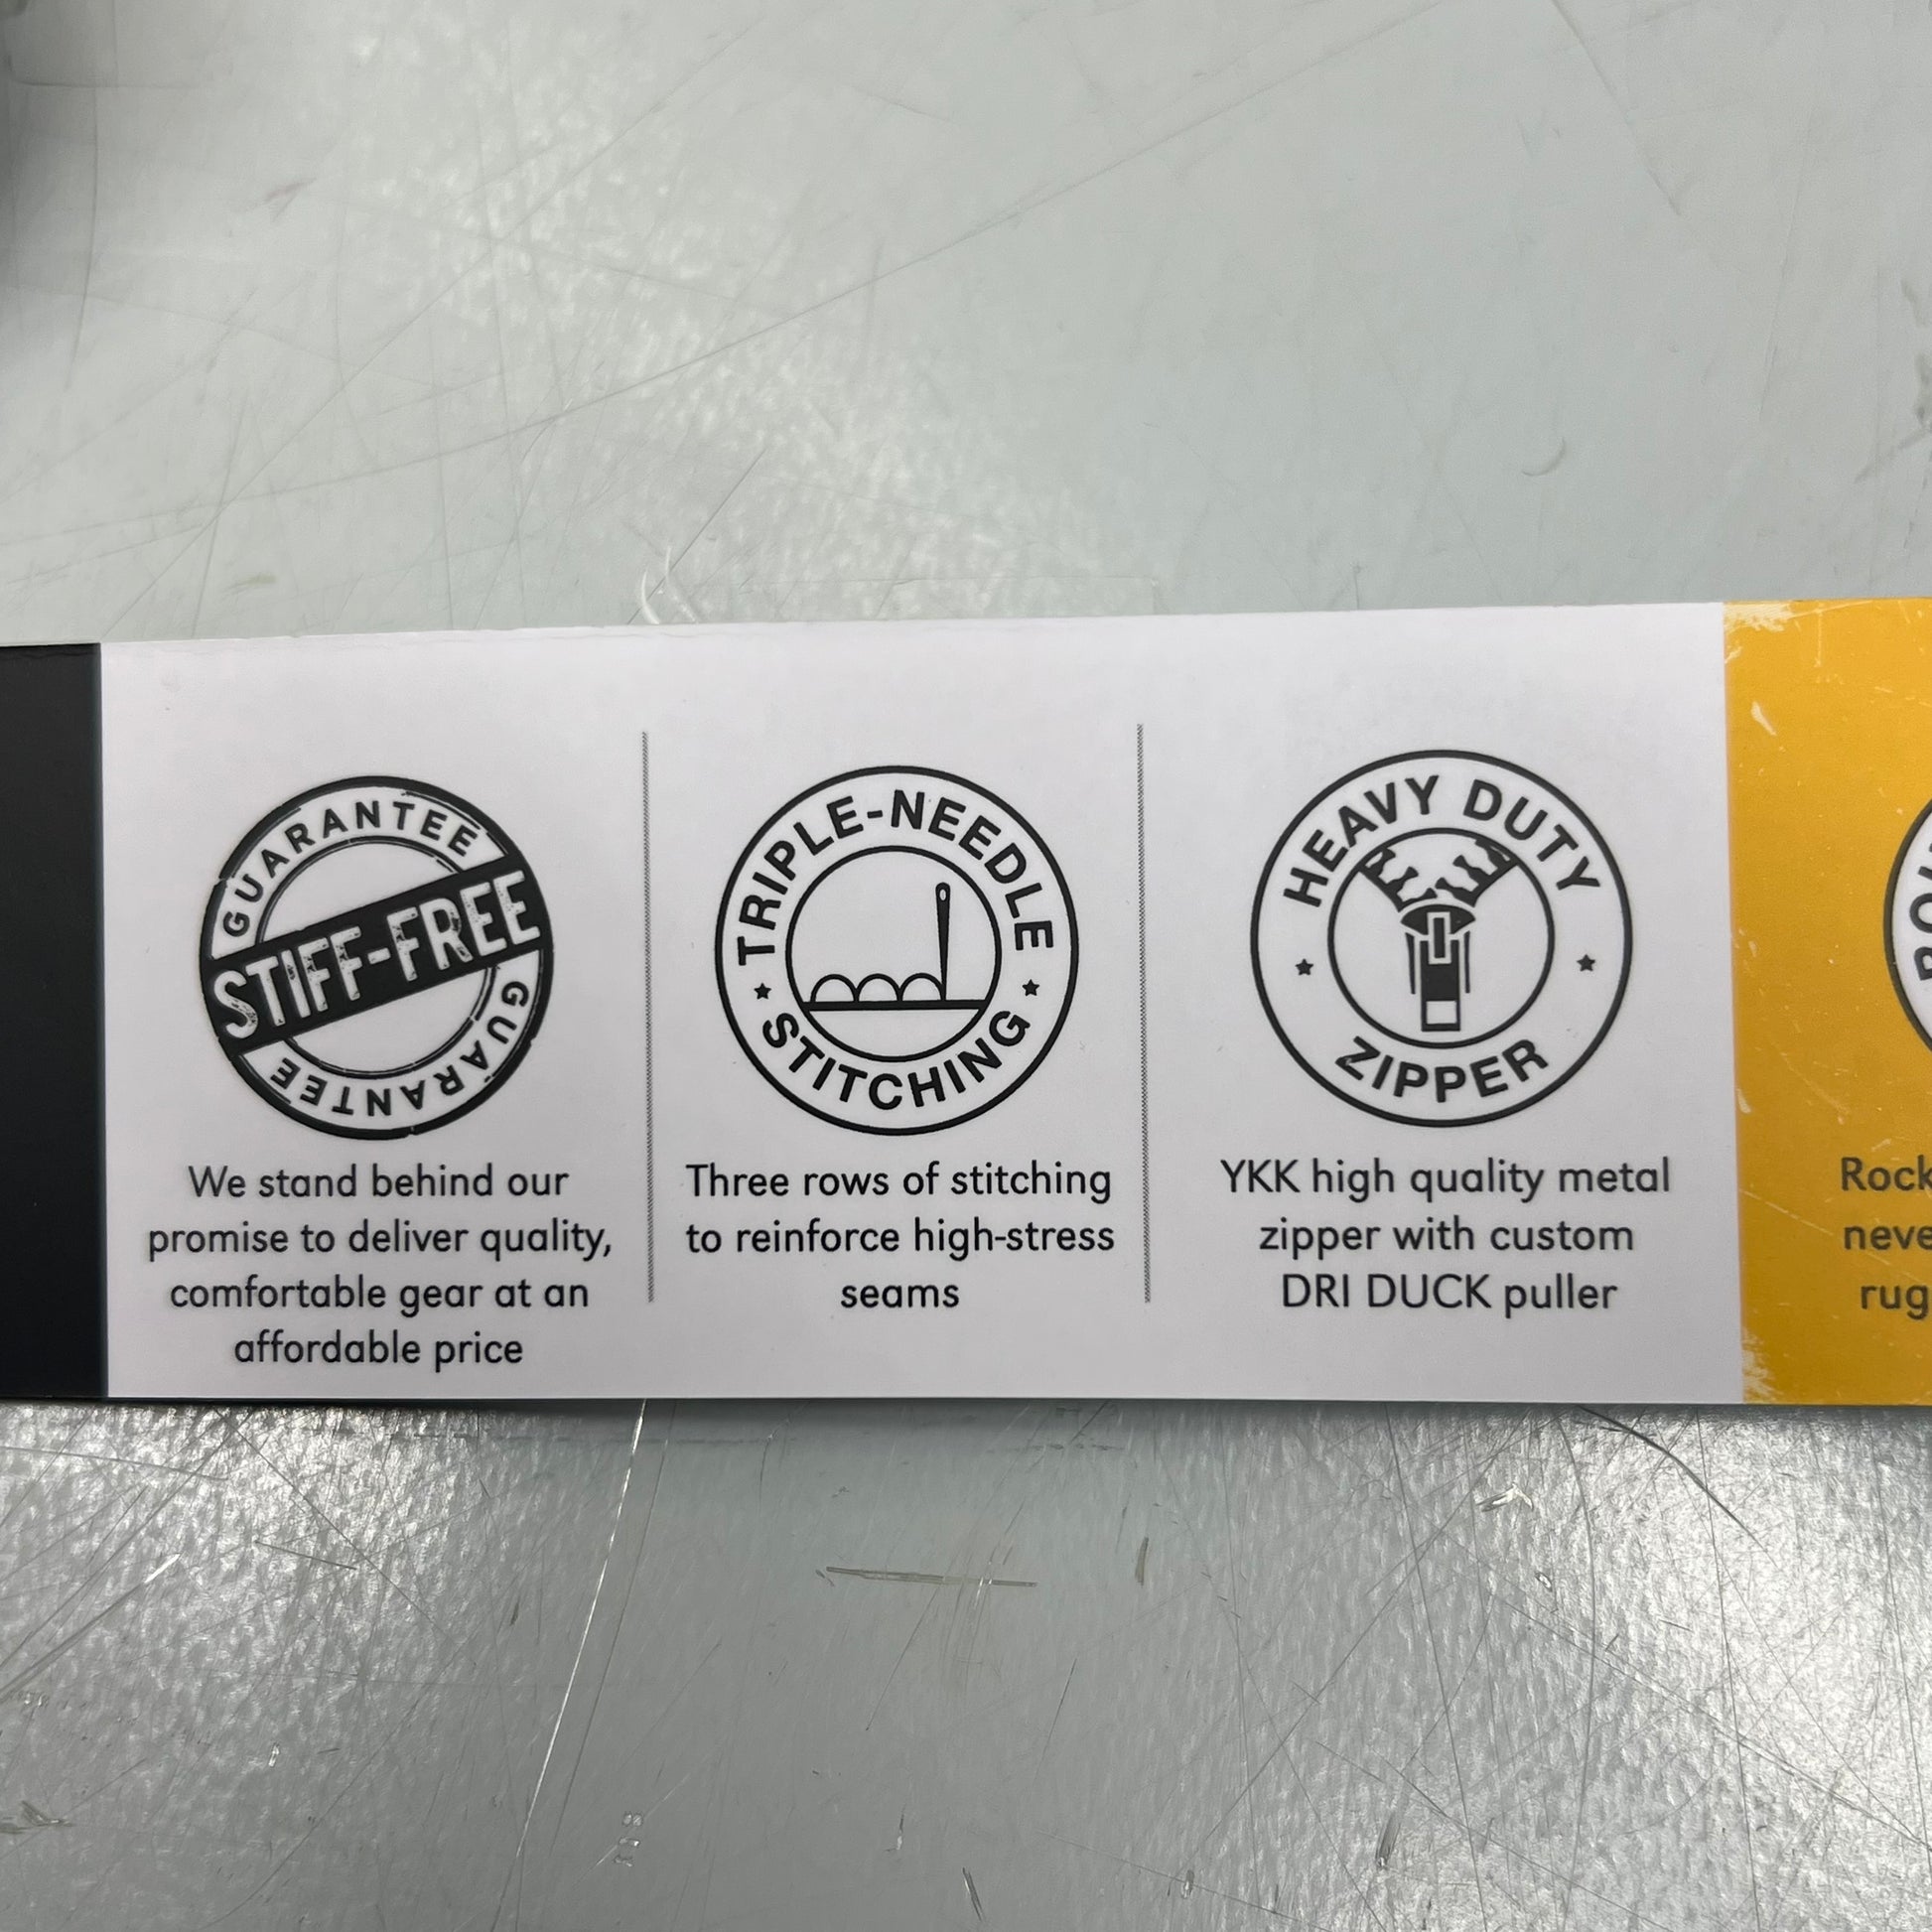 GUARANTEE
STIFF-FREE
GUARANTEE
We stand behind our
promise to deliver quality,
comfortable gear at an
affordable price
TRIPLE-NEEDLE
STITCHING
Three rows of stitching
to reinforce high-stress
seams
HEAVY DUTY
ZIPPER
YKK high quality metal
zipper with custom
DRI DUCK puller